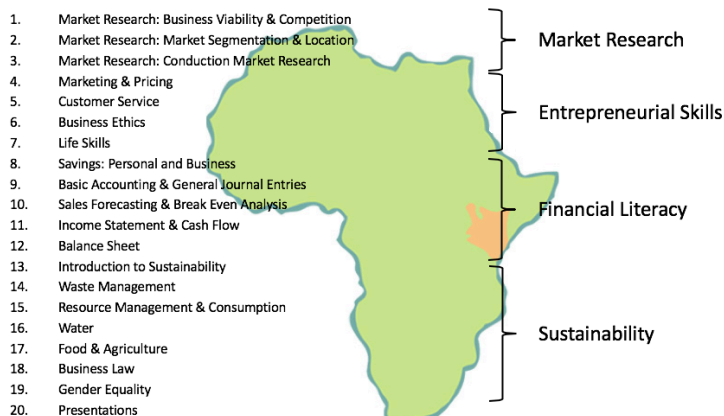 1. Market Research: Business Viability & Competition
2. Market Research: Market Segmentation & Location
3. Market Research: Conduction Market Research
4. Marketing & Pricing
5. Customer Service
6. Business Ethics
7. Life Skills
8. Savings: Personal and Business
9. Basic Accounting & General Journal Entries
10. Sales Forecasting & Break Even Analysis
11. Income Statement & Cash Flow
12. Balance Sheet
13. Introduction to Sustainability
14. Waste Management
15. Resource Management & Consumption
16. Water
17. Food & Agriculture
18. Business Law
19. Gender Equality
20. Presentations
Market Research
Entrepreneurial Skills
Financial Literacy
Sustainability